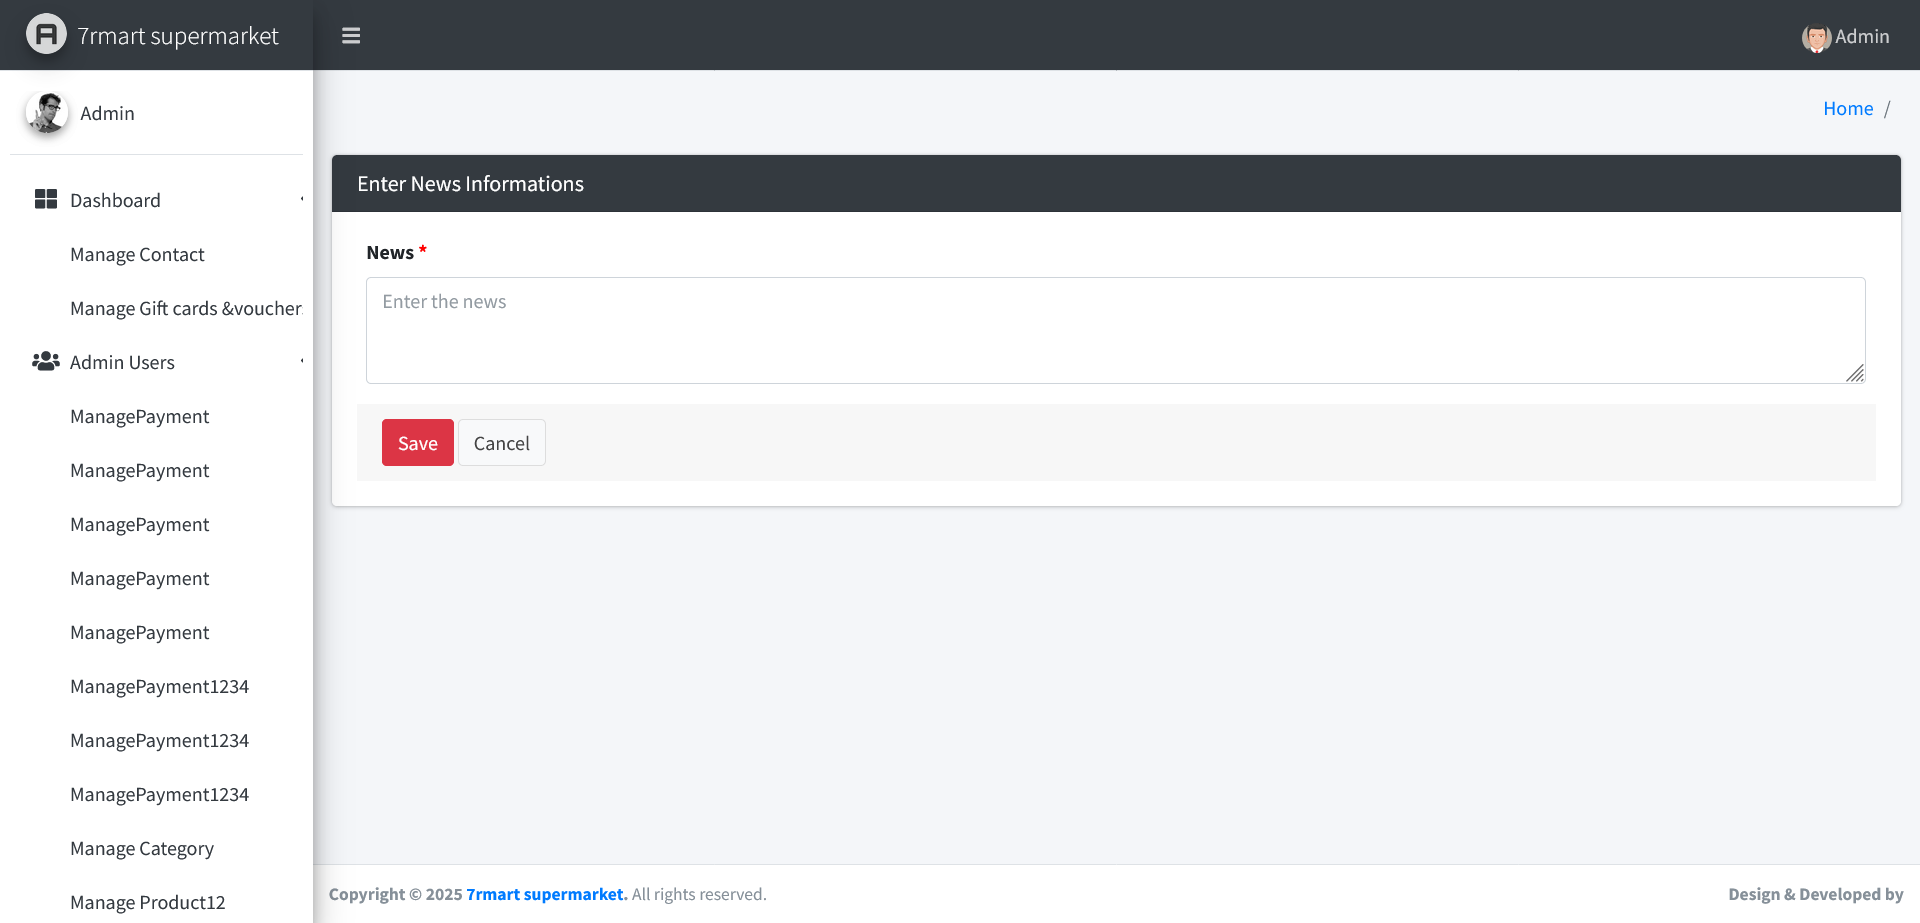 7rmart supermarket
Admin
Admin
Home /
Dashboard
Manage Contact
Manage Gift cards &voucher
Admin Users
ManagePayment
ManagePayment
ManagePayment
ManagePayment
ManagePayment
ManagePayment1234
ManagePayment1234
ManagePayment1234
Manage Category
Manage Product12
Enter News Informations
News *
Enter the news
Save
Cancel
Copyright © 2025 7rmart supermarket. All rights reserved.
Design & Developed by